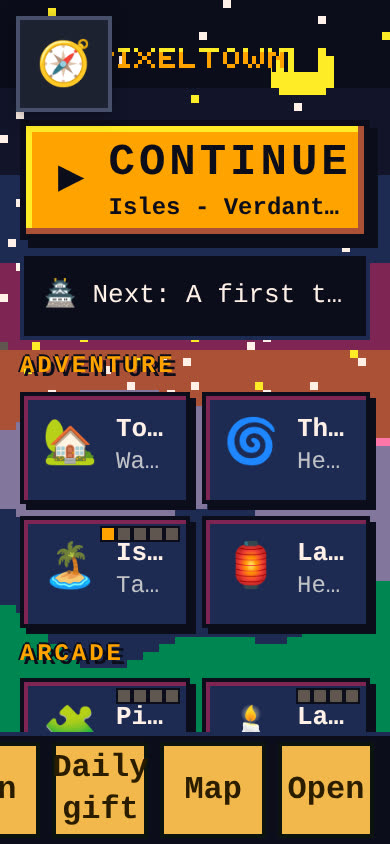 IXELTOWN
CONTINUE
Isles - Verdant…
Next: A first t…
ADVENTURE
To…
Wa…
Th…
He…
Is…
Ta…
La…
He…
ARCADE
Pi…
La…
n
Daily
gift
Map
Open